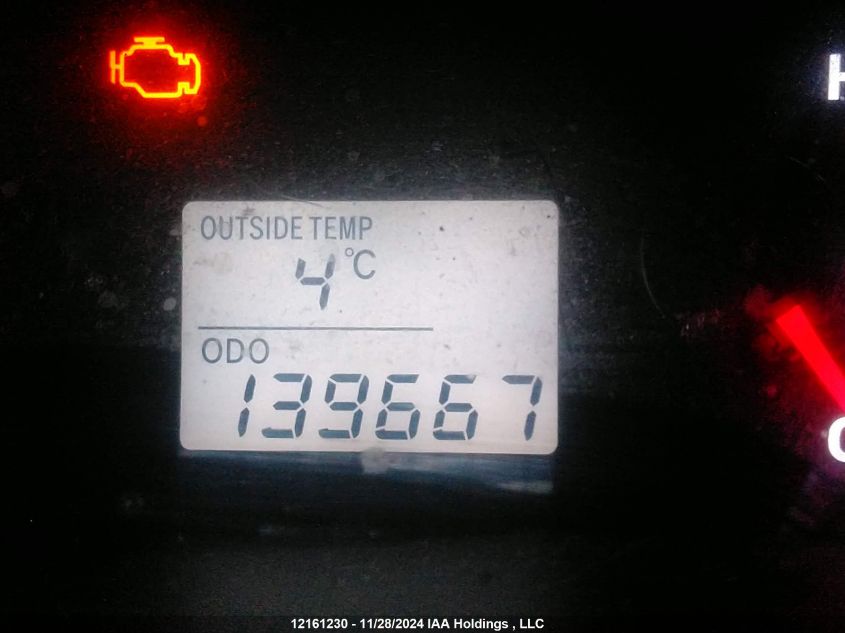 H
OUTSIDE TEMP
4°C
ODO
139667
C
12161230 - 11/28/2024 IAA Holdings , LLC